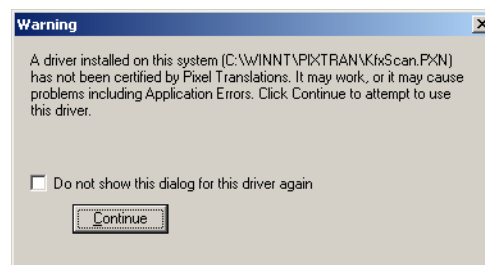 Warning
A driver installed on this system (C:\WINNT\PIXTRAN\KfxScan.PXN)
has not been certified by Pixel Translations. It may work, or it may cause
problems including Application Errors. Click Continue to attempt to use
this driver.
Do not show this dialog for this driver again
Continue